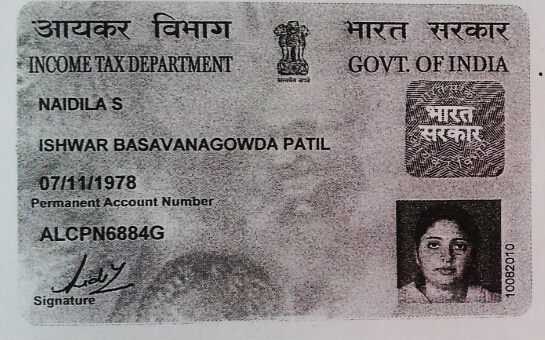 आयकर विभाग भारत सरकार
INCOME TAX DEPARTMENT GOVT. OF INDIA
सत्यमेव जयते
NAIDILA S
भारत सरकार
ISHWAR BASAVANAGOWDA PATIL
07/11/1978
Permanent Account Number
ALCPN6884G
Signature
10082010